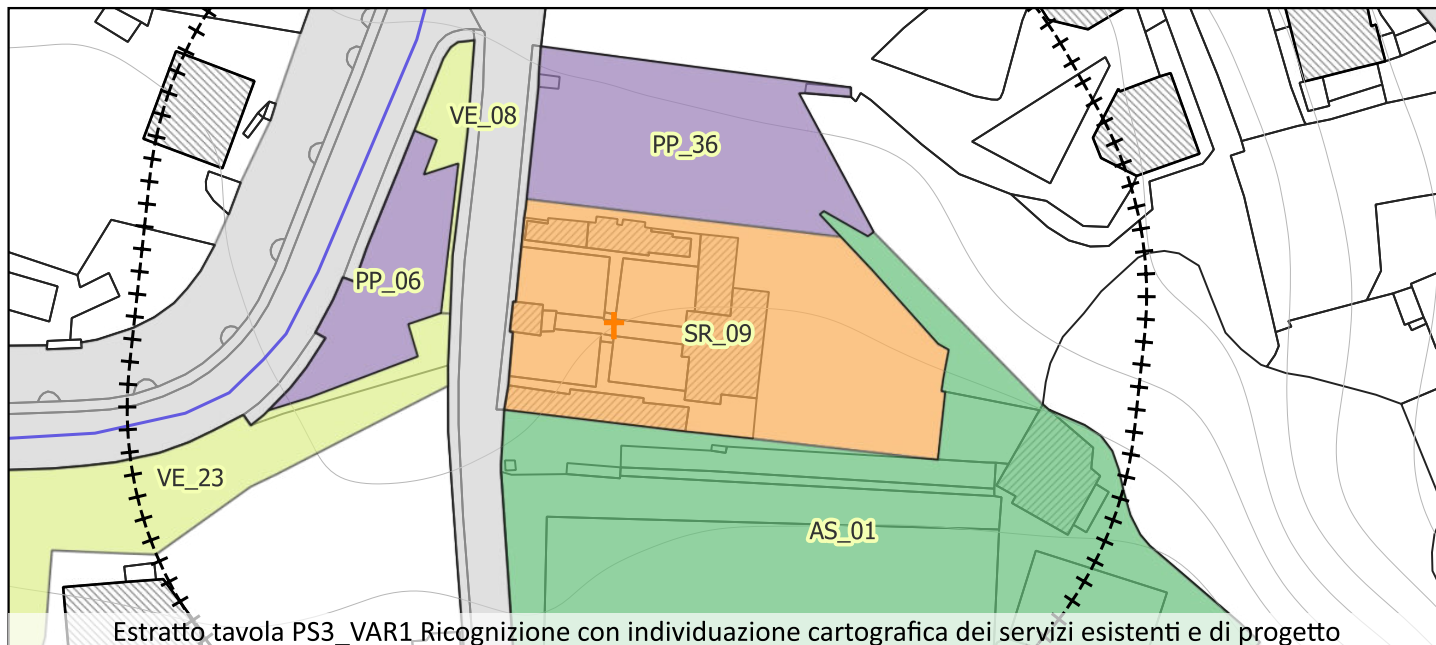 VE_08
PP_36
PP_06
SR_09
VE_23
AS_01
Estratto tavola PS3_VAR1 Ricognizione con individuazione cartografica dei servizi esistenti e di progetto